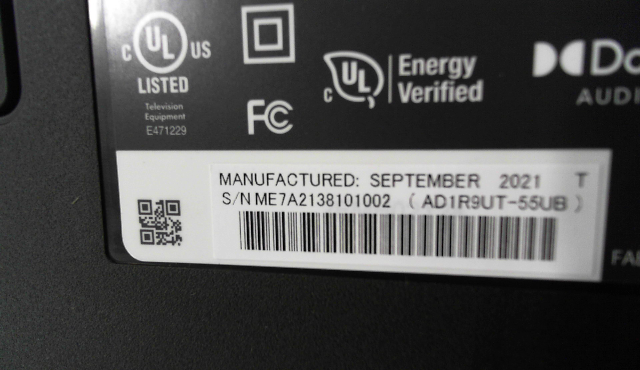 UL
C US
LISTED
Television
Equipment
E471229
FC
C UL
Energy
Verified
AUDI
MANUFACTURED: SEPTEMBER 2021 T
S/N ME7A2138101002 ( AD1R9UT-55UB )